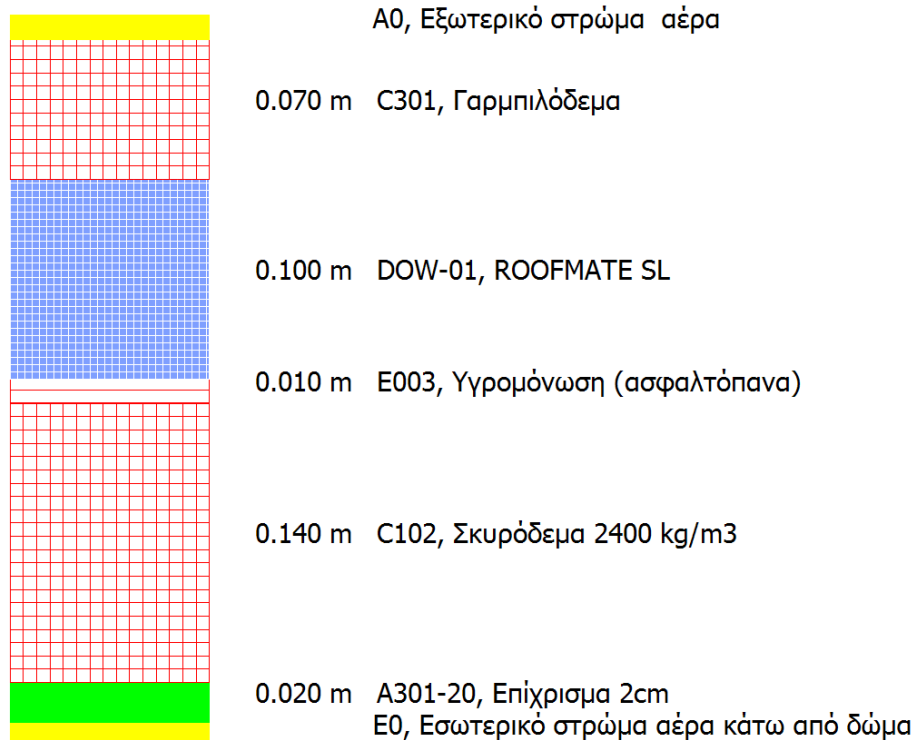 A0, Εξωτερικό στρώμα  αέρα
0.070 m C301, Γαρμπιλόδεμα
0.100 m DOW-01, ROOFMATE SL
0.010 m E003, Υγρομόνωση (ασφαλτόπανα)
0.140 m C102, Σκυρόδεμα 2400 kg/m3
0.020 m A301-20, Επίχρισμα 2cm
E0, Εσωτερικό στρώμα αέρα κάτω από δώμα